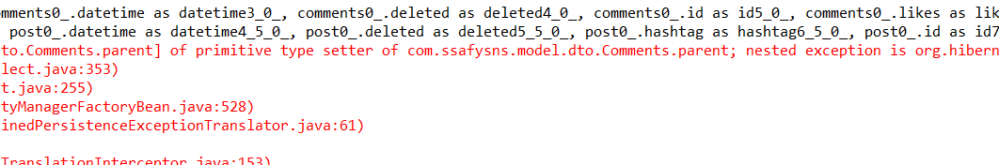 mments0_.datetime as datetime3_0_, comments0_.deleted as deleted4_0_, comments0_.id as id5_0_, comments0_.likes as lik
post0_.datetime as datetime4_5_0_, post0_.deleted as deleted5_5_0_, post0_.hashtag as hashtag6_5_0_, post0_.id as id7
to.Comments.parent] of primitive type setter of com.ssafysns.model.dto.Comments.parent; nested exception is org.hibern
lect.java:353)
t.java:255)
tyManagerFactoryBean.java:528)
inedPersistenceExceptionTranslator.java:61)
TranslationInterceptor.java:153)